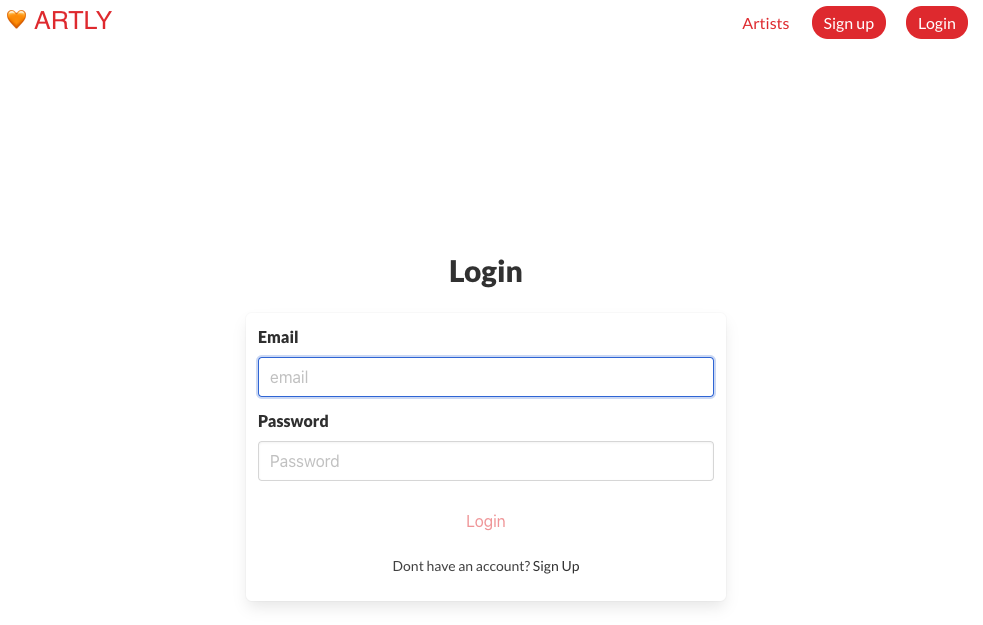 🧡 ARTLY
Artists
Sign up
Login
Login
Email
email
Password
Password
Login
Dont have an account? Sign Up